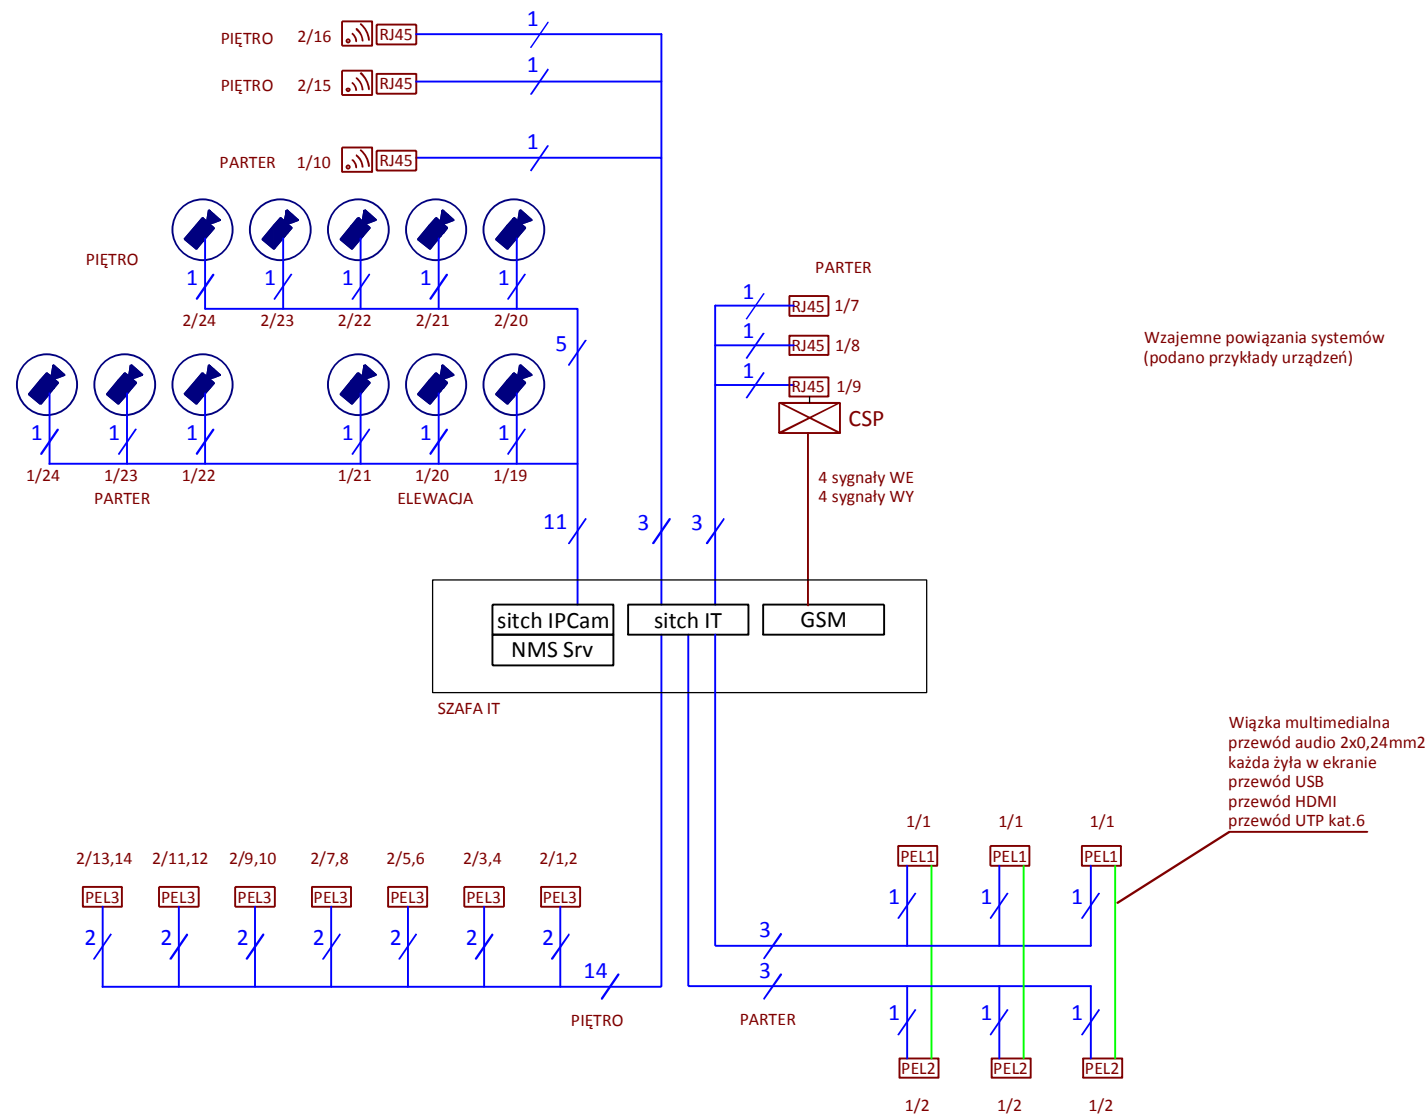 PIĘTRO 2/16 RJ45 1
PIĘTRO 2/15 RJ45 1
PARTER 1/10 RJ45 1
PIĘTRO
1 1 1 1 1
2/24 2/23 2/22 2/21 2/20
5
1 1 1 1 1 1
1/24 1/23 1/22 1/21 1/20 1/19
PARTER ELEWACJA
11 3 3
PARTER
1 RJ45 1/7
1 RJ45 1/8
1 RJ45 1/9
CSP
4 sygnały WE
4 sygnały WY
Wzajemne powiązania systemów
(podano przykłady urządzeń)
sitch IPCam sitch IT GSM
NMS Srv
SZAFA IT
Wiązka multimedialna
przewód audio 2x0,24mm2
każda żyła w ekranie
przewód USB
przewód HDMI
przewód UTP kat.6
2/13,14 2/11,12 2/9,10 2/7,8 2/5,6 2/3,4 2/1,2
PEL3 PEL3 PEL3 PEL3 PEL3 PEL3 PEL3
2 2 2 2 2 2 2
14
PIĘTRO
1/1 1/1 1/1
PEL1 PEL1 PEL1
1 1 1
3
3
PARTER
1 1 1
PEL2 PEL2 PEL2
1/2 1/2 1/2